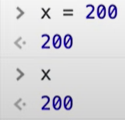 > x = 200
<· 200
> x
<· 200